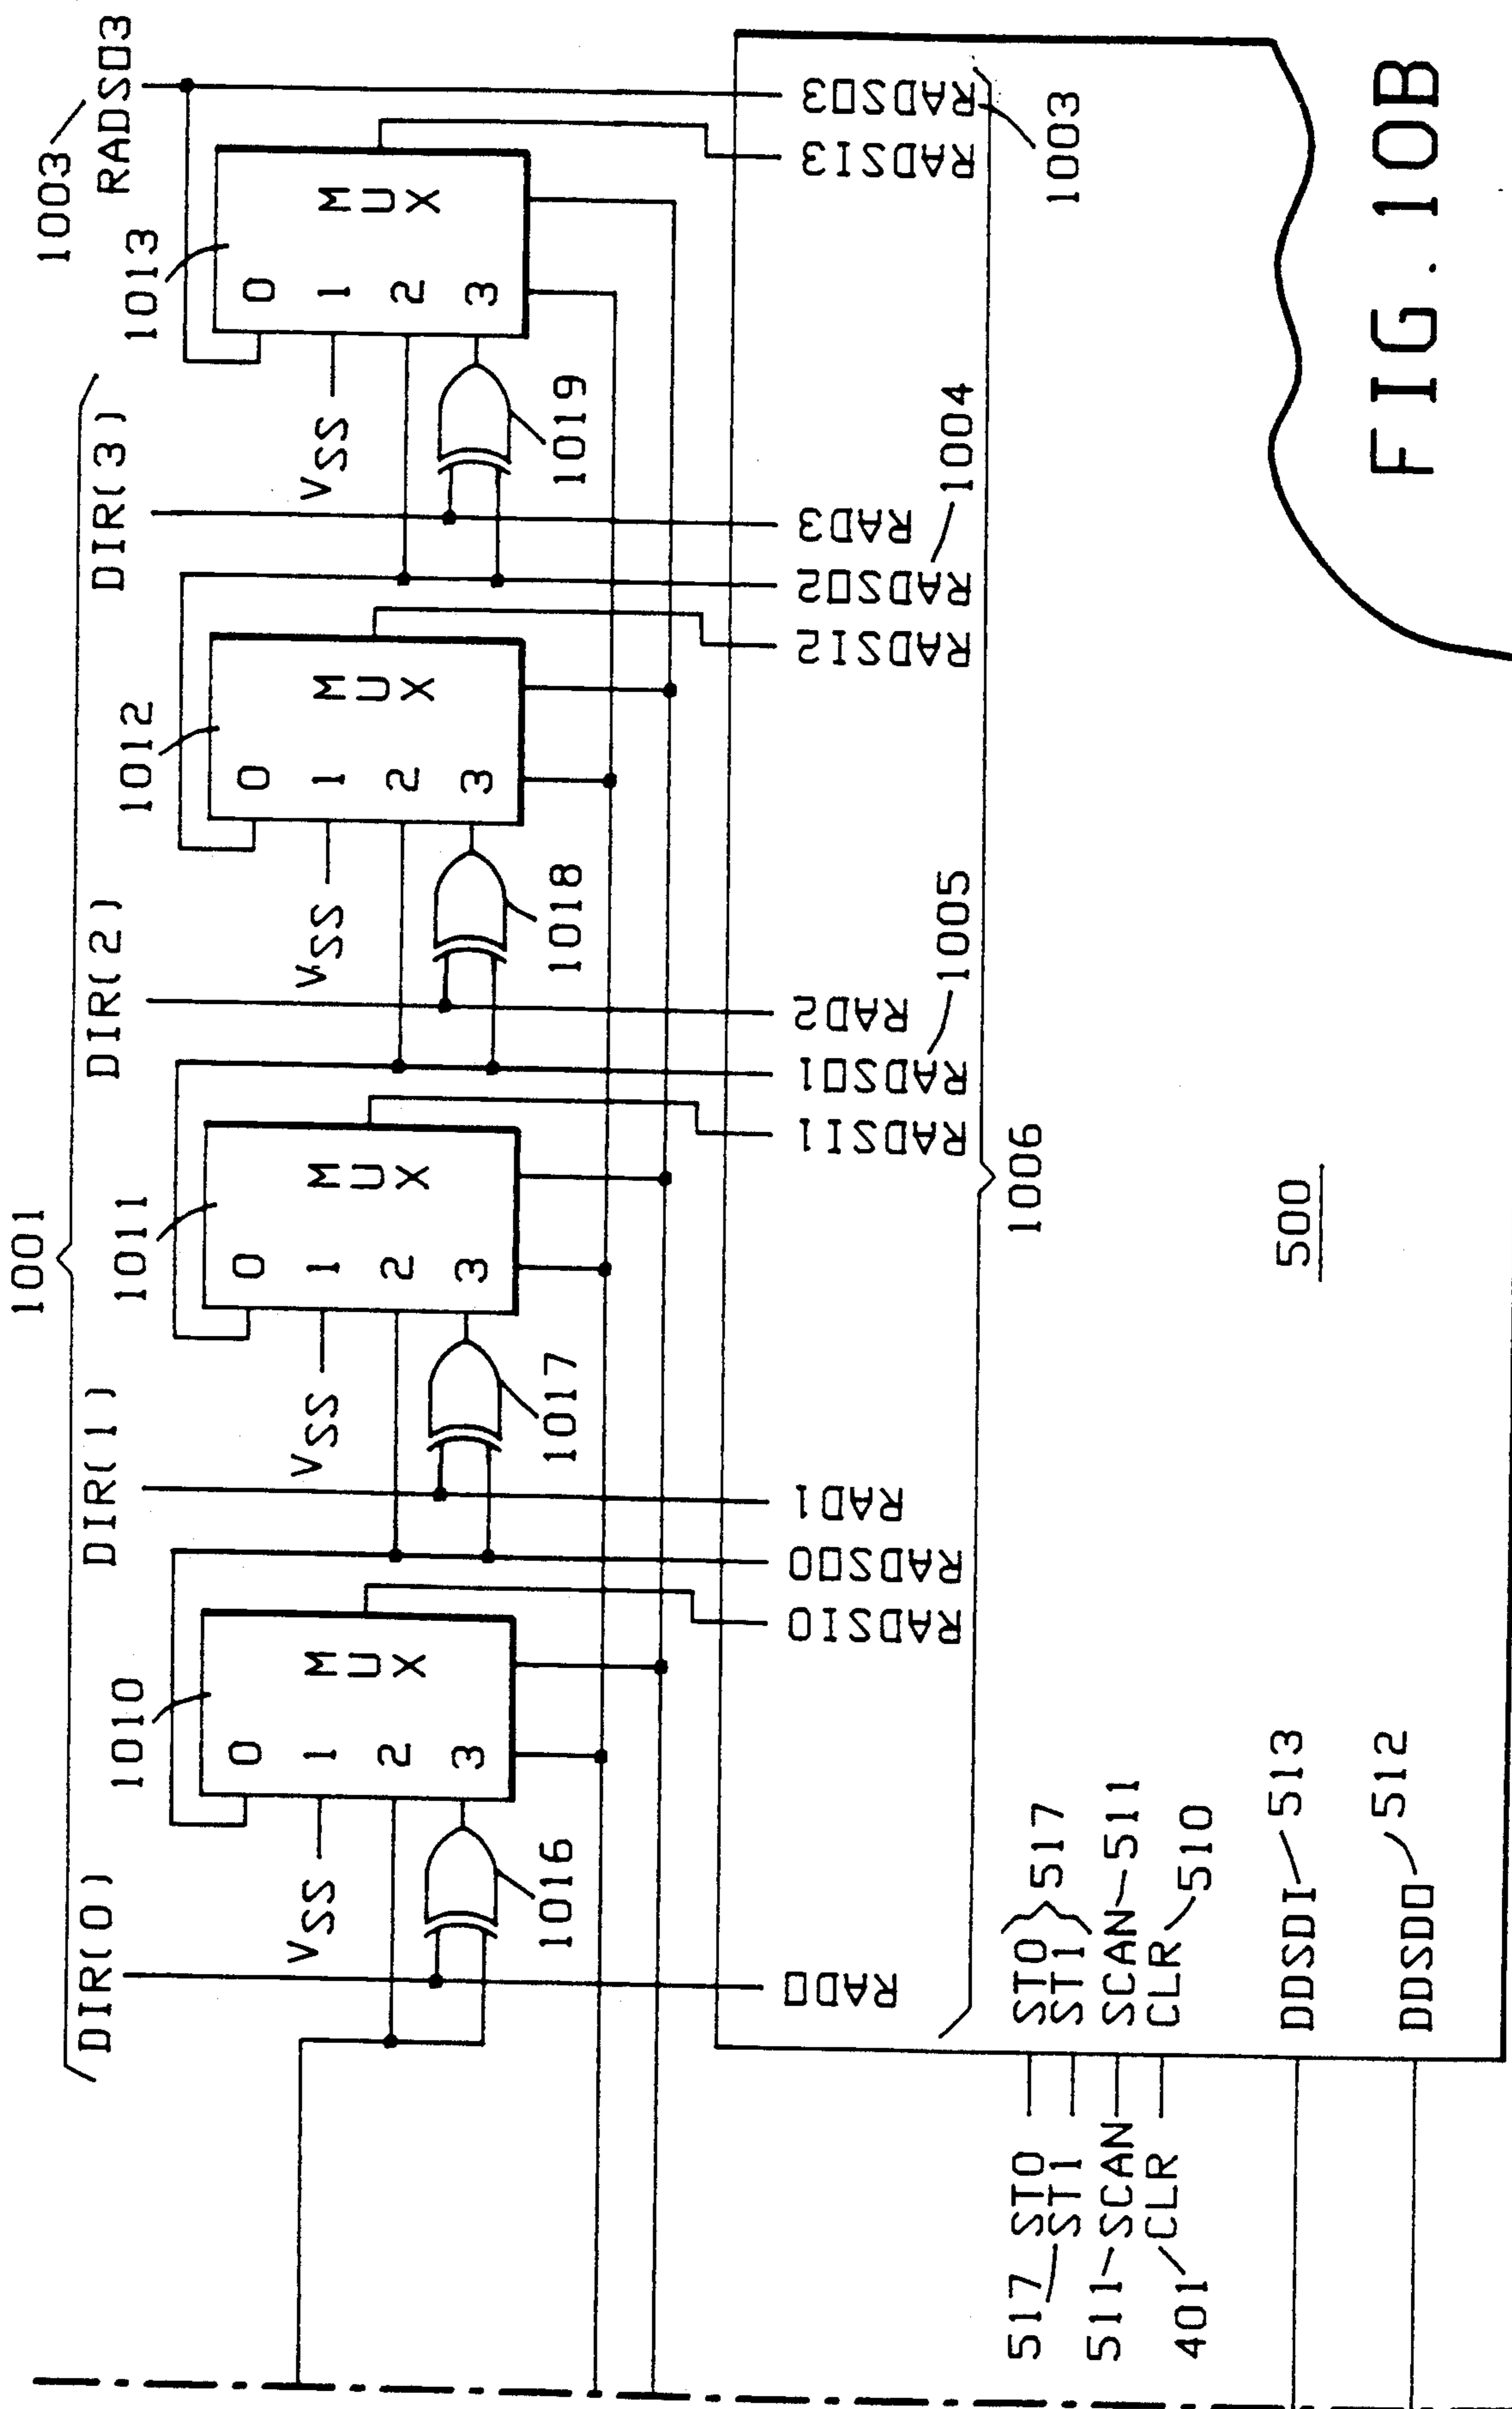 1001
1003
DIR(0)
DIR(1)
DIR(2)
DIR(3)
RADSO3
1010
1011
1012
1013
0
1
2
3
MUX
0
1
2
3
MUX
0
1
2
3
MUX
0
1
2
3
MUX
VSS
VSS
VSS
VSS
1016
1017
1018
1019
RAD0
RADSI0
RADSO0
RAD1
RADSI1
RADSO1
RAD2
RADSI2
RADSO2
RAD3
RADSI3
RADSO3
1005
1004
1003
1006
517
ST0
ST1
511
SCAN
401
CLR
ST0
ST1
517
SCAN
511
CLR
510
DDSDI
513
DDSDO
512
500
FIG. 10B